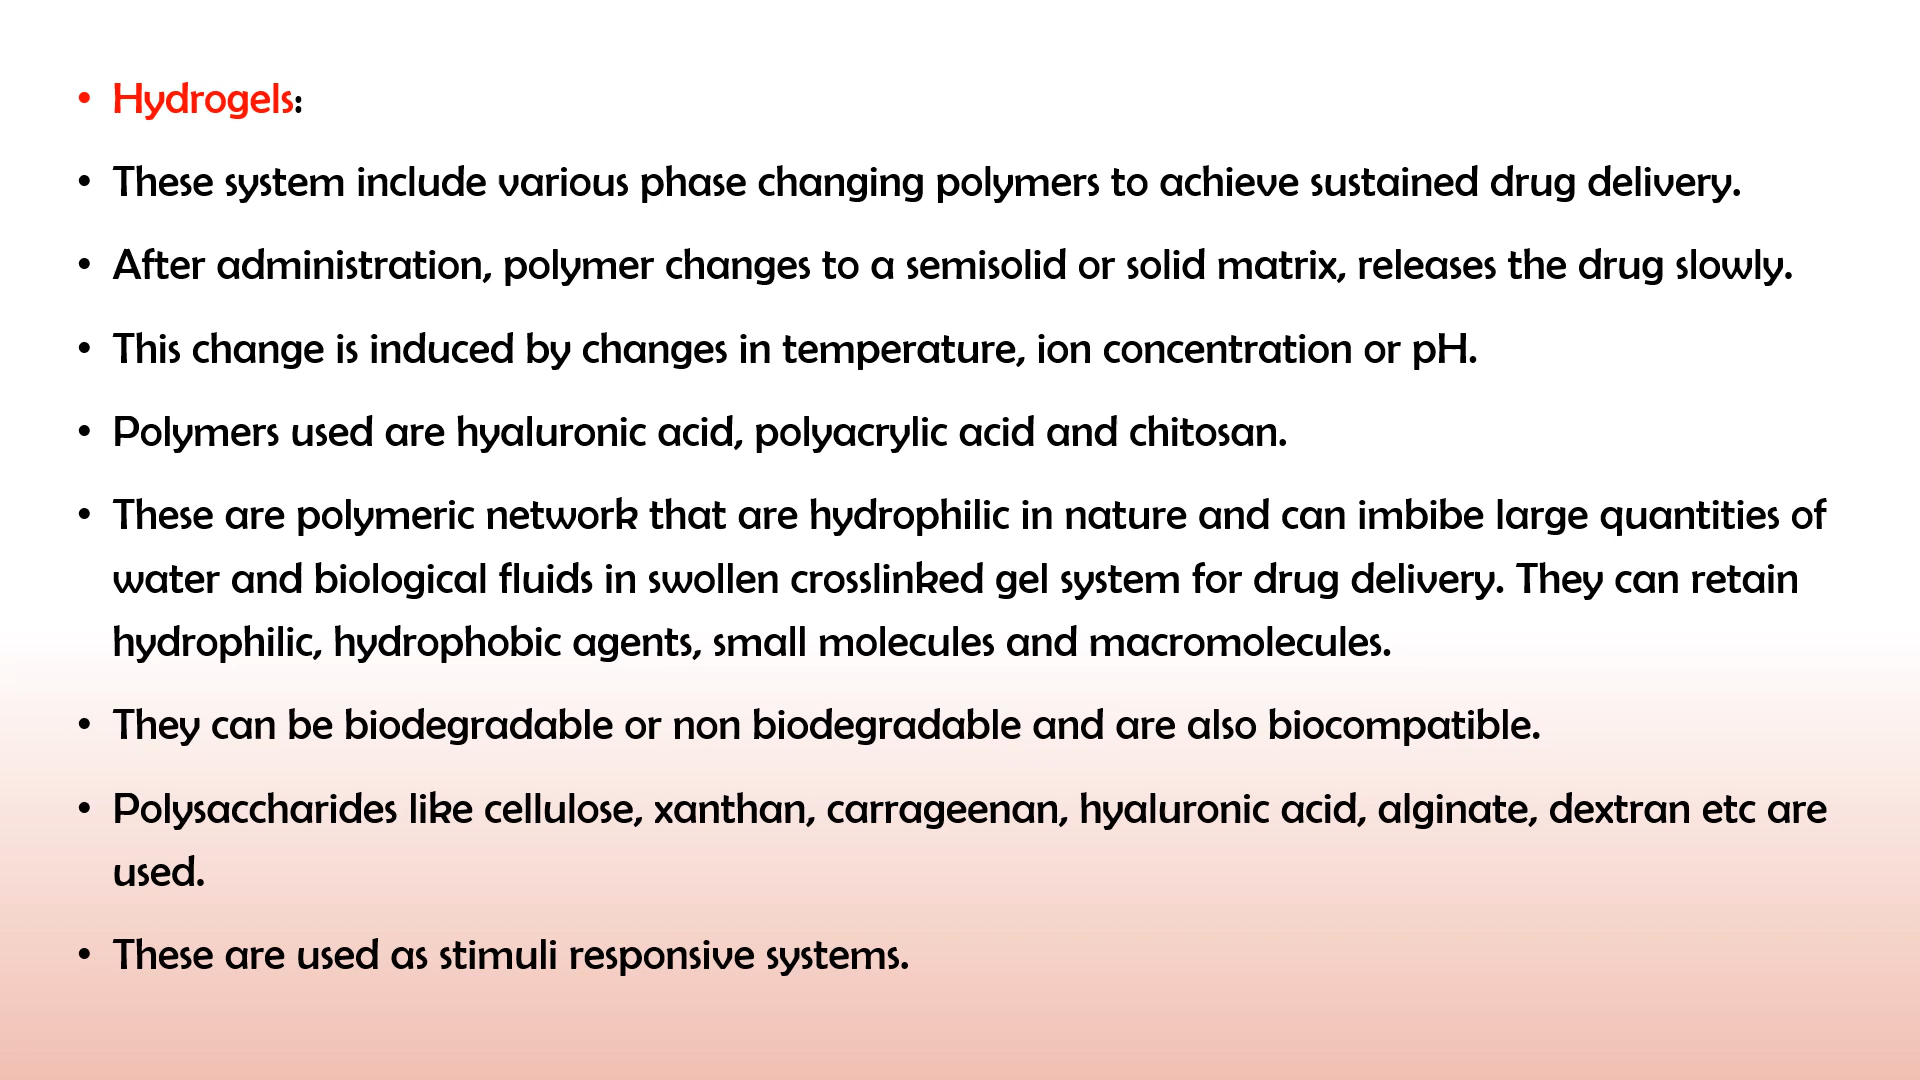 • Hydrogels:
• These system include various phase changing polymers to achieve sustained drug delivery.
• After administration, polymer changes to a semisolid or solid matrix, releases the drug slowly.
• This change is induced by changes in temperature, ion concentration or pH.
• Polymers used are hyaluronic acid, polyacrylic acid and chitosan.
• These are polymeric network that are hydrophilic in nature and can imbibe large quantities of
water and biological fluids in swollen crosslinked gel system for drug delivery. They can retain
hydrophilic, hydrophobic agents, small molecules and macromolecules.
• They can be biodegradable or non biodegradable and are also biocompatible.
• Polysaccharides like cellulose, xanthan, carrageenan, hyaluronic acid, alginate, dextran etc are
used.
• These are used as stimuli responsive systems.